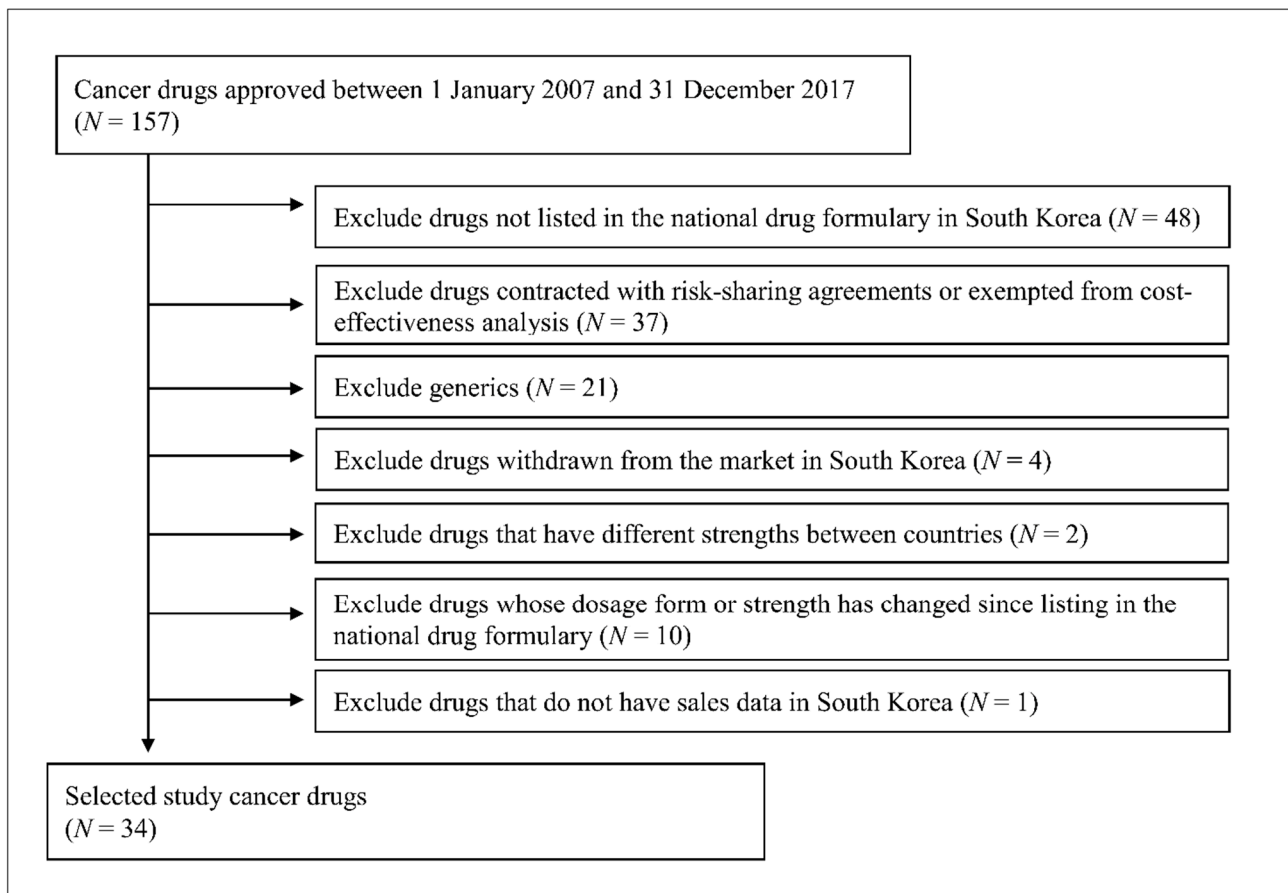 Cancer drugs approved between 1 January 2007 and 31 December 2017
(N = 157)
Exclude drugs not listed in the national drug formulary in South Korea (N = 48)
Exclude drugs contracted with risk-sharing agreements or exempted from cost-
effectiveness analysis (N = 37)
Exclude generics (N = 21)
Exclude drugs withdrawn from the market in South Korea (N = 4)
Exclude drugs that have different strengths between countries (N = 2)
Exclude drugs whose dosage form or strength has changed since listing in the
national drug formulary (N = 10)
Exclude drugs that do not have sales data in South Korea (N = 1)
Selected study cancer drugs
(N = 34)